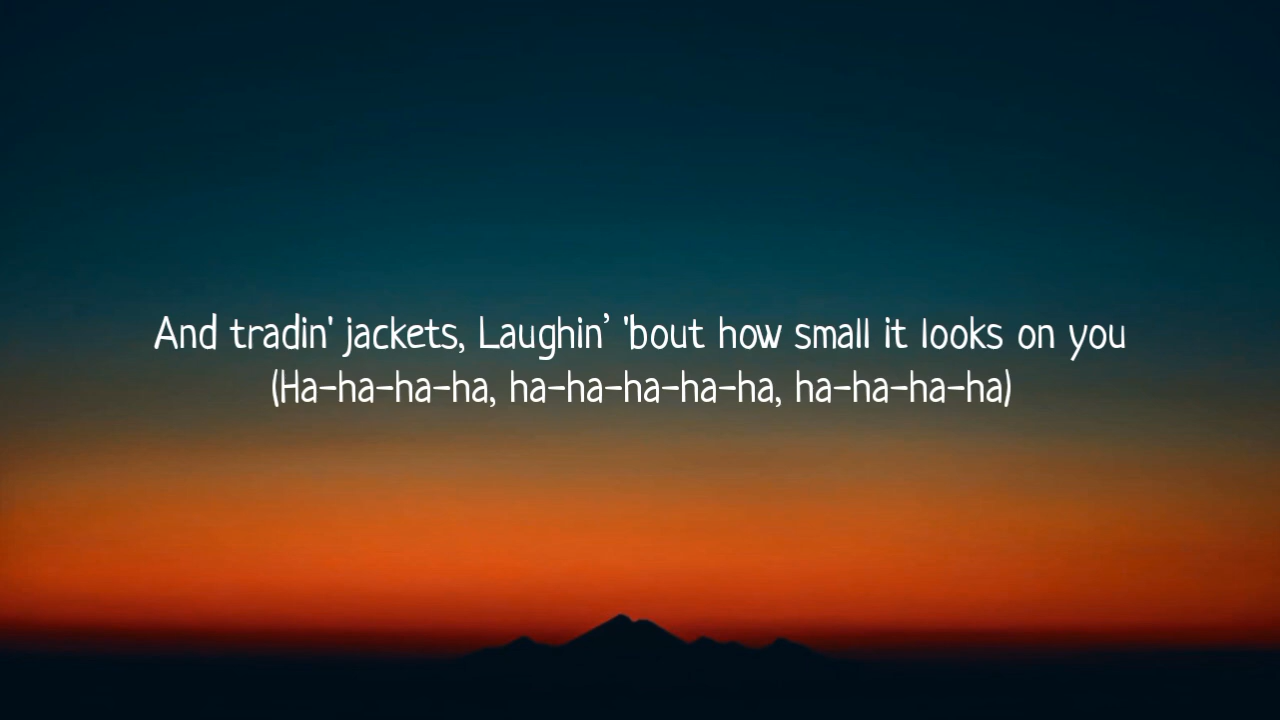 And tradin' jackets, Laughin’ 'bout how small it looks on you
(Ha-ha-ha-ha, ha-ha-ha-ha-ha, ha-ha-ha-ha)